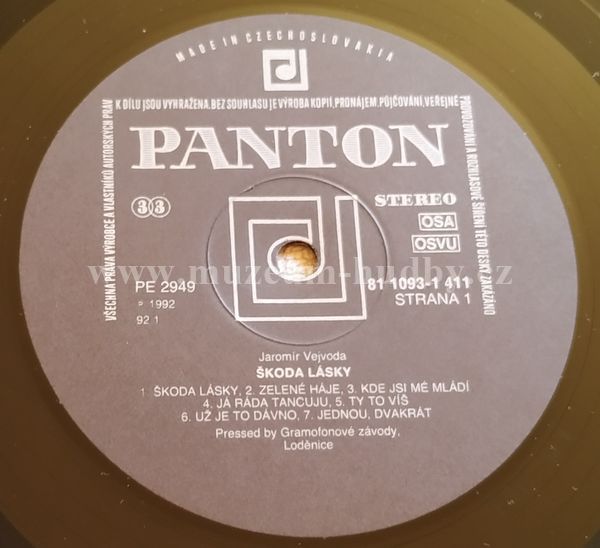 MADE IN CZECHOSLOVAKIA
VŠECHNA PRÁVA VÝROBCE A VLASTNÍKŮ AUTORSKÝCH PRÁV
K DÍLU JSOU VYHRAŽENA. BEZ SOUHLASU JE VÝROBA KOPIÍ, PRONÁJEM, PŮJČOVÁNÍ, VEŘEJNÉ
PROVOZOVÁNÍ A ROZHLASOVÉ ŠÍŘENÍ TÉTO DESKY ZAKÁZÁNO
PANTON
33
STEREO
OSA
OSVU
www.muzeum-hudby.cz
PE 2949
81 1093-1 411
℗ 1992
STRANA 1
92 1
Jaromír Vejvoda
ŠKODA LÁSKY
1. ŠKODA LÁSKY, 2. ZELENÉ HÁJE, 3. KDE JSI MÉ MLÁDÍ
4. JÁ RÁDA TANCUJU, 5. TY TO VÍŠ
6. UŽ JE TO DÁVNO, 7. JEDNOU, DVAKRÁT
Pressed by Gramofonové závody,
Loděnice